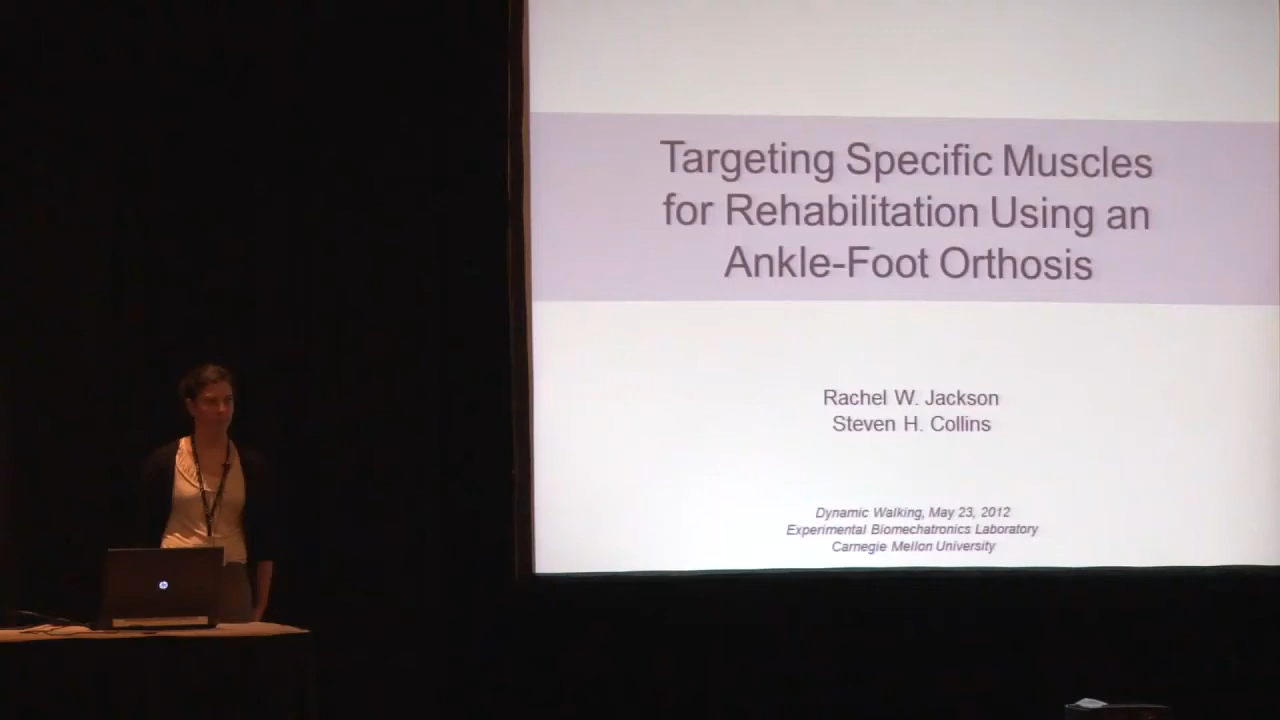 Targeting Specific Muscles
for Rehabilitation Using an
Ankle-Foot Orthosis
Rachel W. Jackson
Steven H. Collins
Dynamic Walking, May 23, 2012
Experimental Biomechatronics Laboratory
Carnegie Mellon University
hp